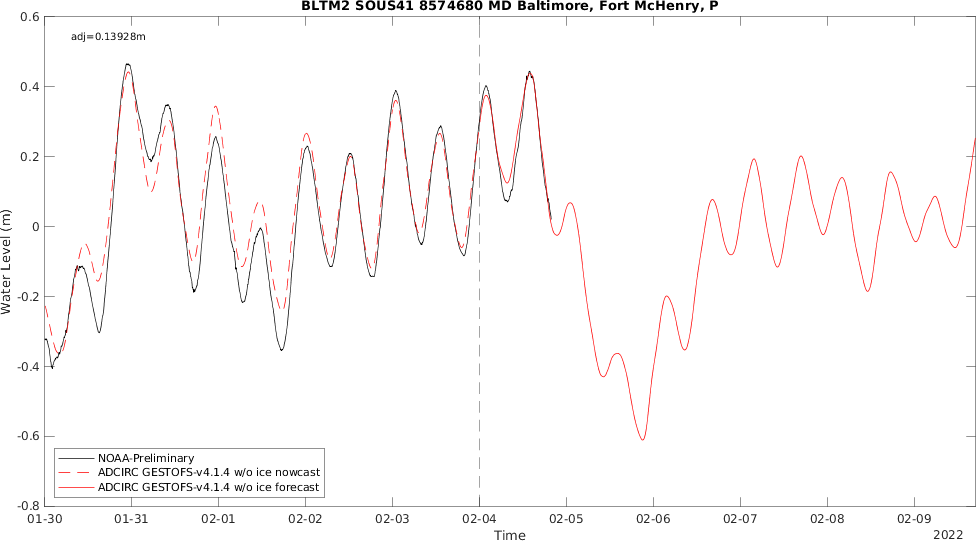 BLTM2 SOUS41 8574680 MD Baltimore, Fort McHenry, P
adj=0.13928m
0.6
0.4
0.2
0
-0.2
-0.4
-0.6
-0.8
Water Level (m)
NOAA-Preliminary
ADCIRC GESTOFS-v4.1.4 w/o ice nowcast
ADCIRC GESTOFS-v4.1.4 w/o ice forecast
01-30 01-31 02-01 02-02 02-03 02-04 02-05 02-06 02-07 02-08 02-09
Time
2022